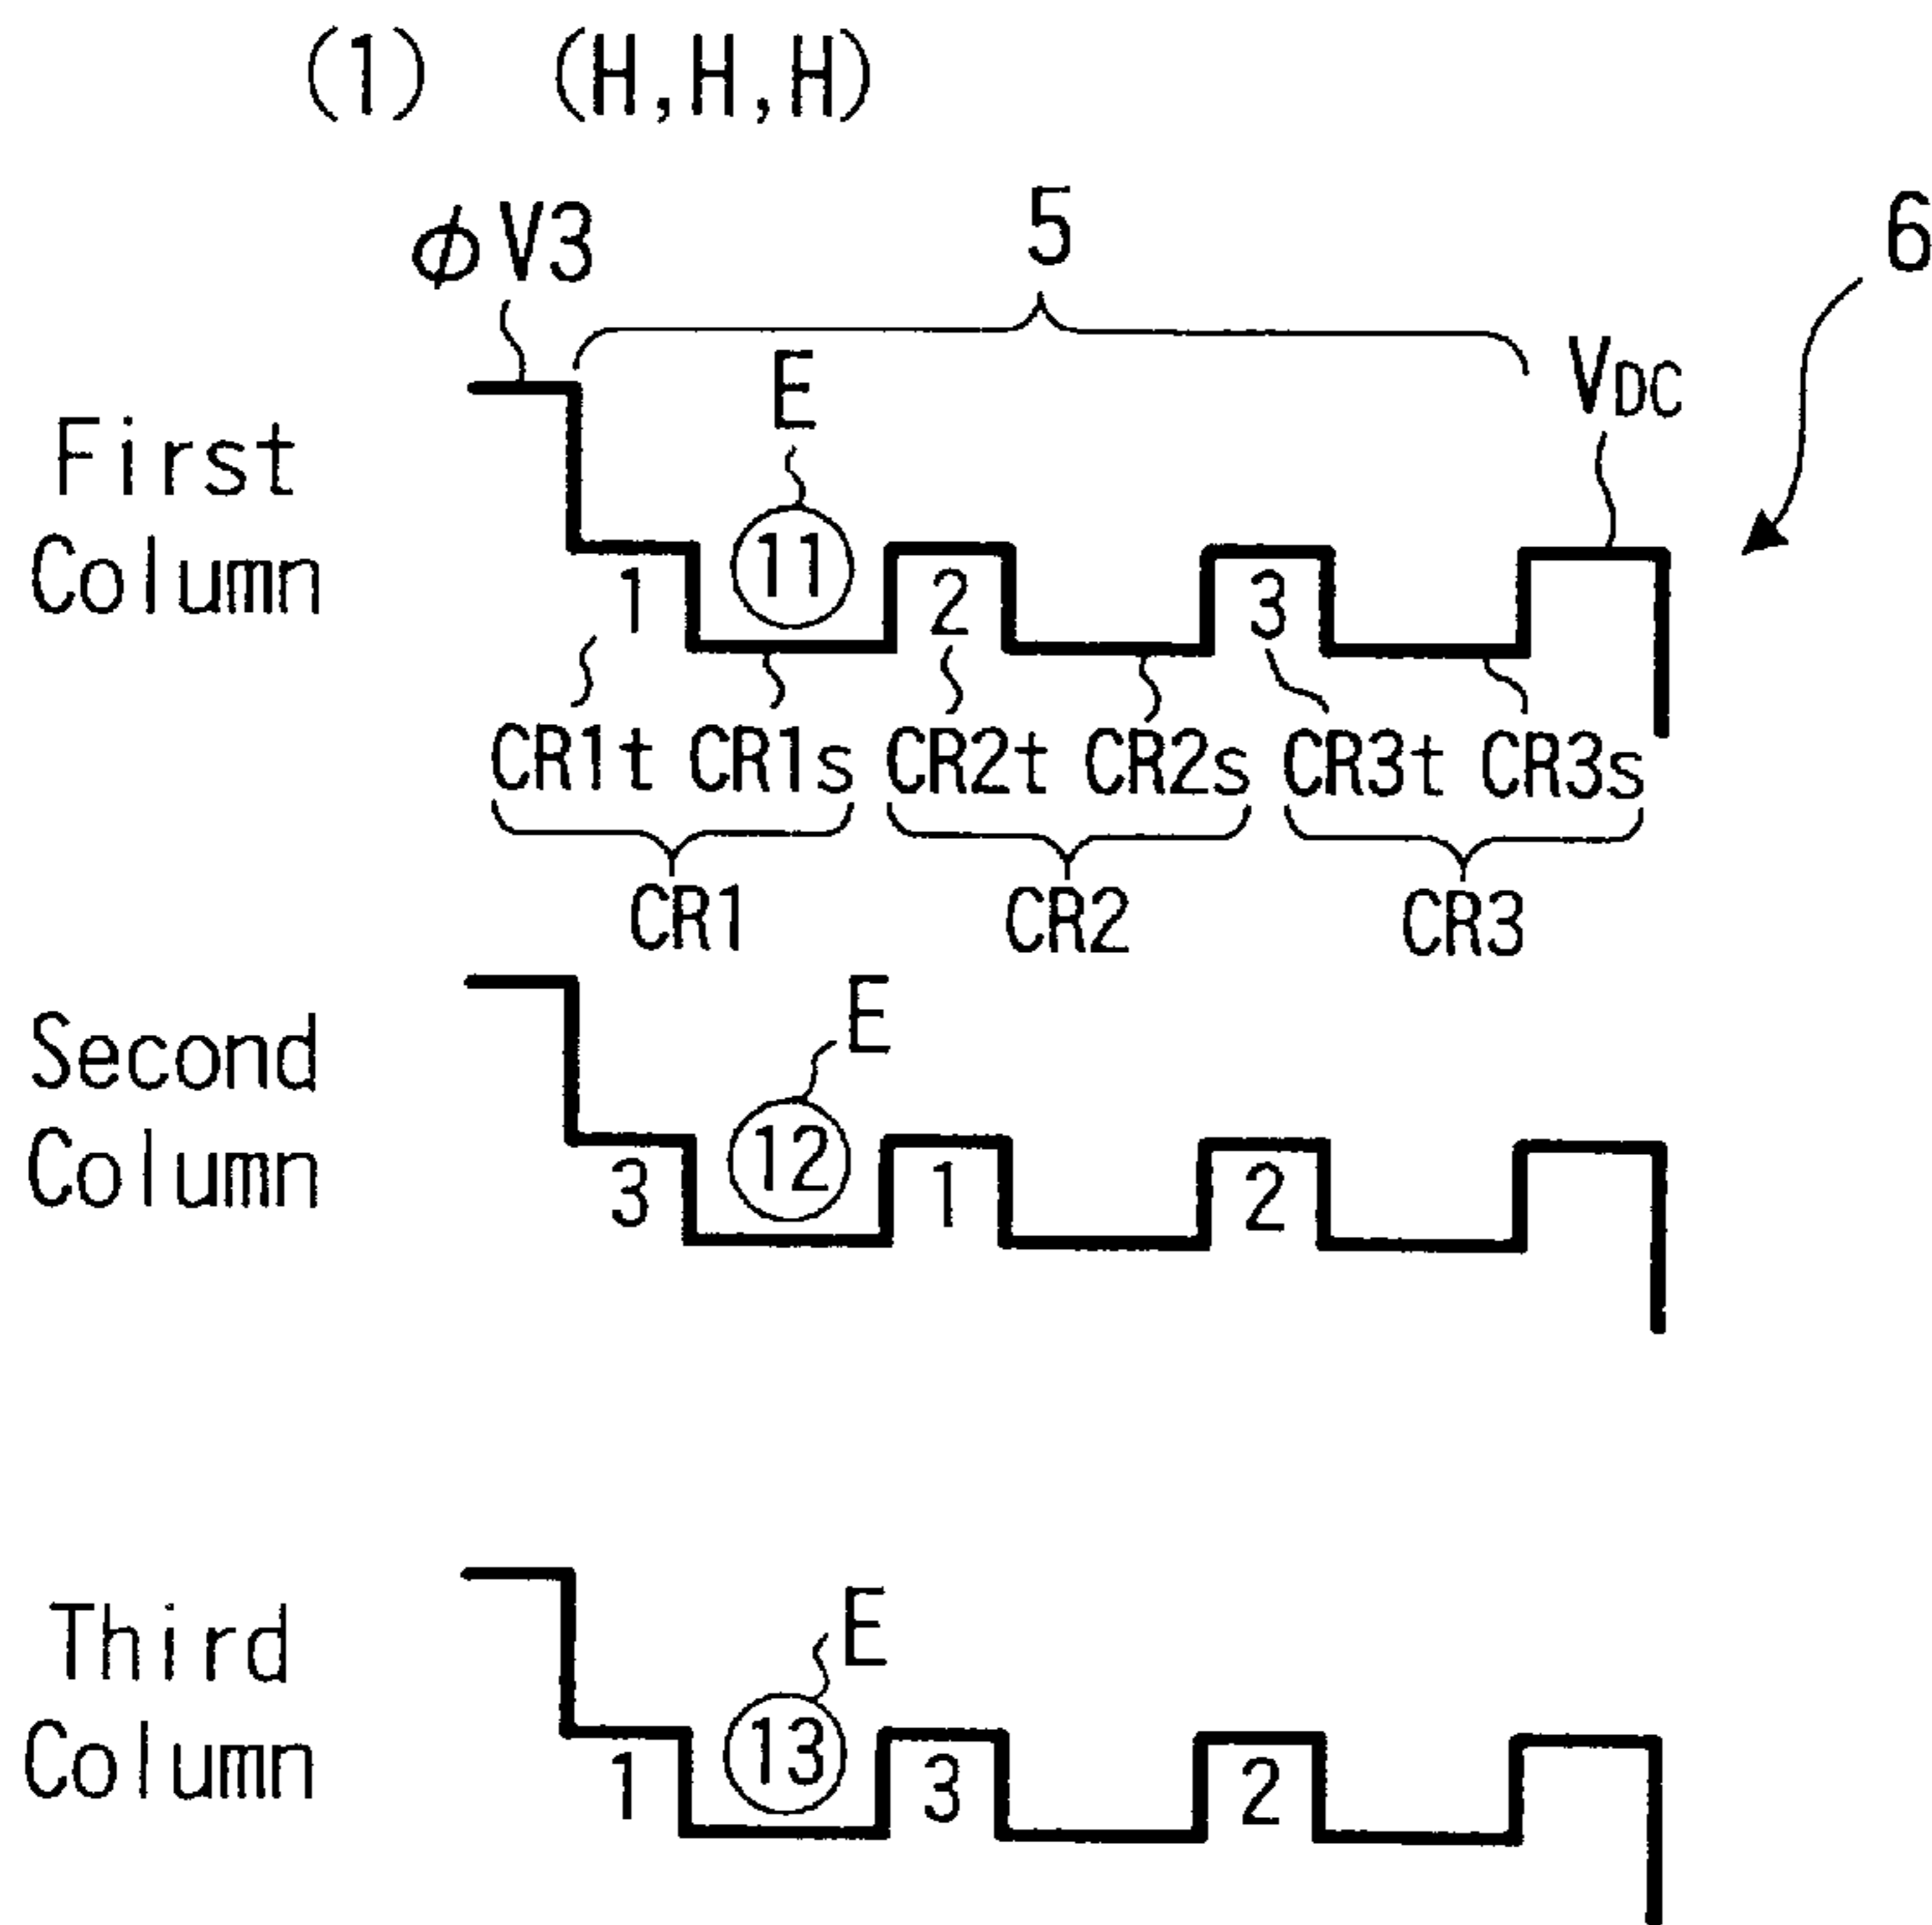 (1) (H,H,H)
φV3 5 6
E VDC
First Column
11
1 2 3
CR1t CR1s CR2t CR2s CR3t CR3s
CR1 CR2 CR3
E
Second Column
12
3 1 2
E
Third Column
13
1 3 2